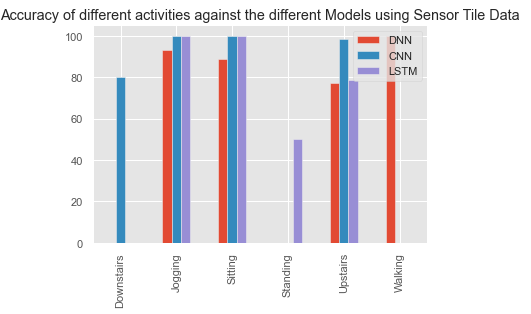 Accuracy of different activities against the different Models using Sensor Tile Data
100
80
60
40
20
0
DNN
CNN
LSTM
Downstairs
Jogging
Sitting
Standing
Upstairs
Walking